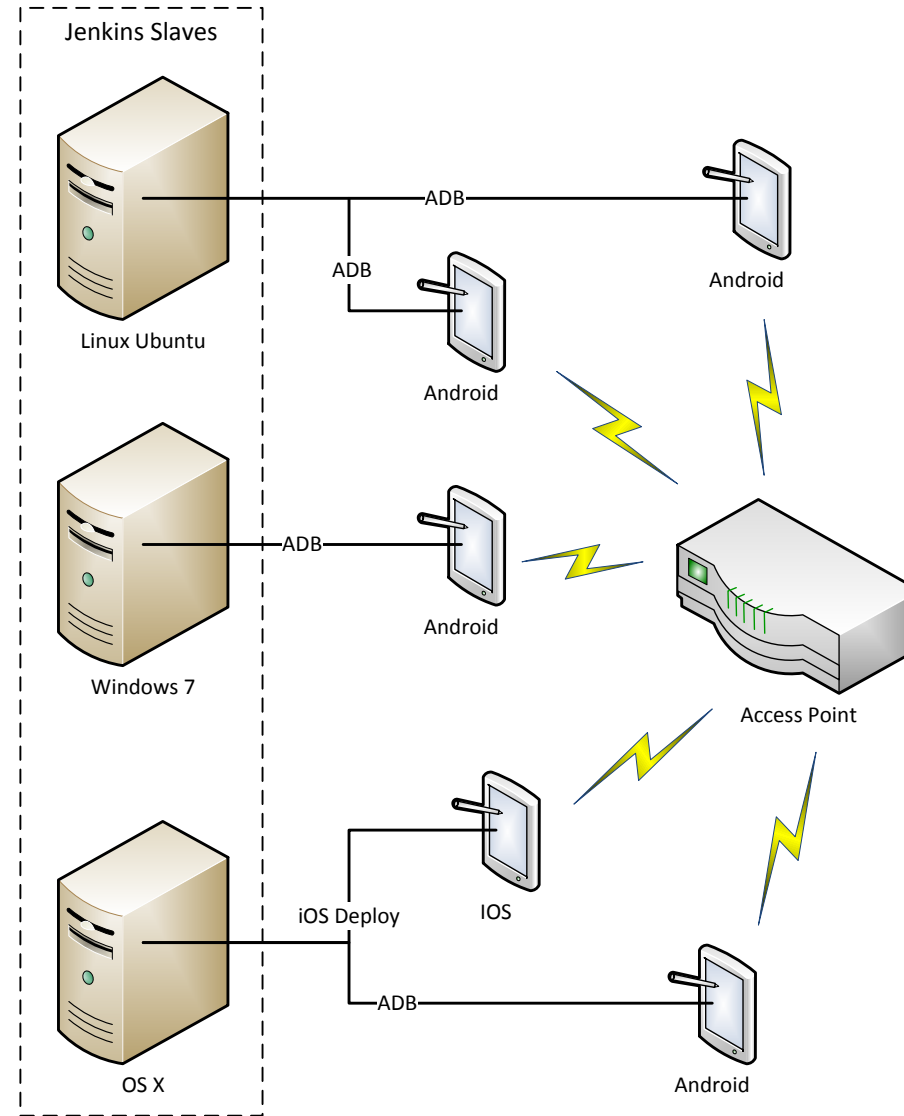 Jenkins Slaves
ADB
ADB
Android
Linux Ubuntu
Android
ADB
Android
Windows 7
Access Point
iOS Deploy
IOS
ADB
OS X
Android